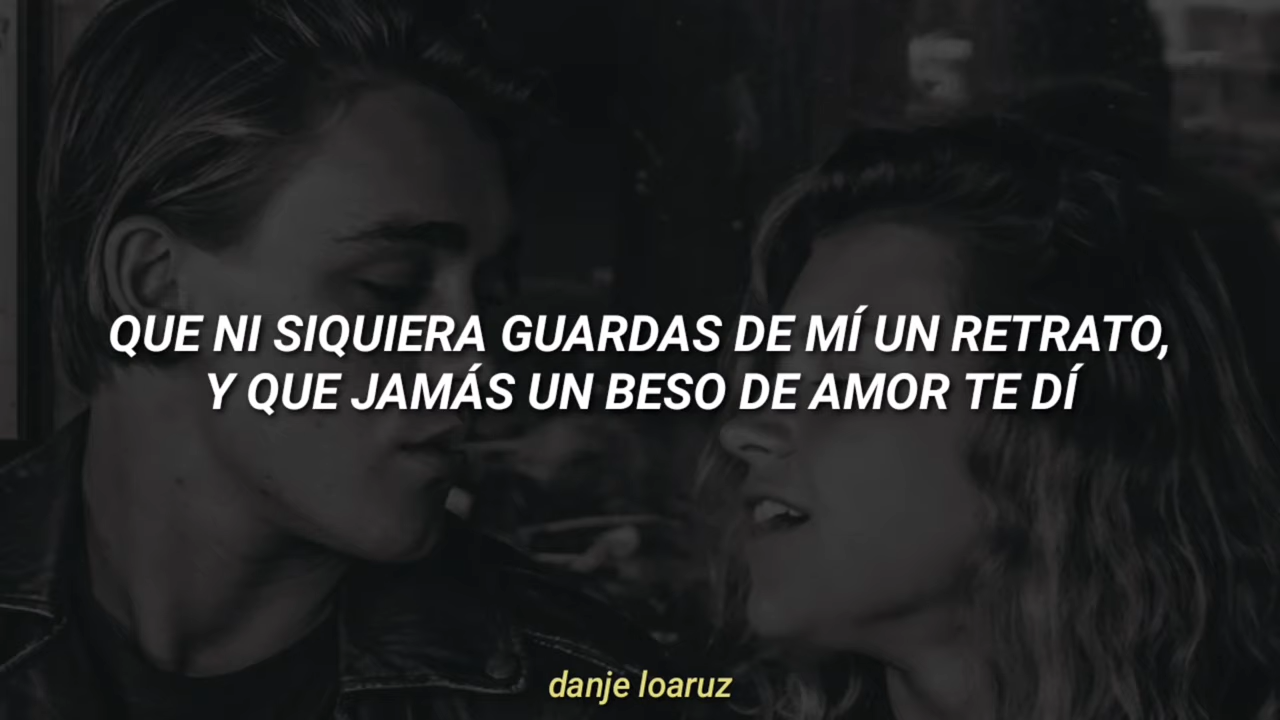 QUE NI SIQUIERA GUARDAS DE MÍ UN RETRATO,
Y QUE JAMÁS UN BESO DE AMOR TE DÍ
danje loaruz